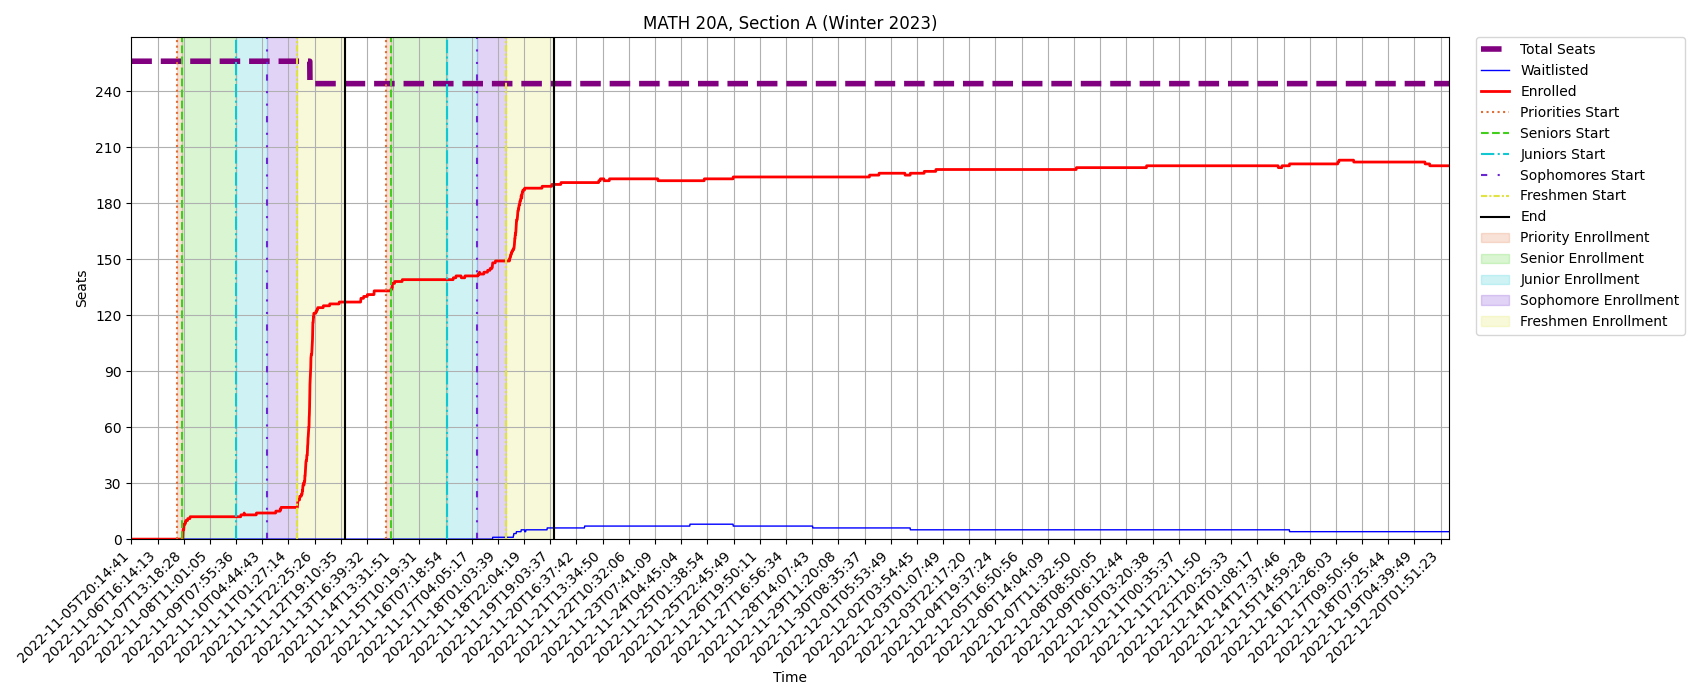 MATH 20A, Section A (Winter 2023)
Seats
240
210
180
150
120
90
60
30
0
2022-11-05T20:14:41
2022-11-06T16:14:13
2022-11-07T13:18:28
2022-11-08T11:01:05
2022-11-09T07:55:36
2022-11-10T04:44:43
2022-11-11T01:27:14
2022-11-11T22:25:26
2022-11-12T19:10:35
2022-11-13T16:39:32
2022-11-14T13:31:51
2022-11-15T10:19:31
2022-11-16T07:18:54
2022-11-17T04:05:17
2022-11-18T01:03:39
2022-11-18T22:04:19
2022-11-19T19:03:37
2022-11-20T16:37:42
2022-11-21T13:34:50
2022-11-22T10:32:06
2022-11-23T07:41:09
2022-11-24T04:45:04
2022-11-25T01:38:54
2022-11-25T22:45:49
2022-11-26T19:50:11
2022-11-27T16:56:34
2022-11-28T14:07:43
2022-11-29T11:20:08
2022-11-30T08:35:37
2022-12-01T05:53:49
2022-12-02T03:54:45
2022-12-03T01:07:49
2022-12-03T22:17:20
2022-12-04T19:37:24
2022-12-05T16:50:56
2022-12-06T14:04:09
2022-12-07T11:32:50
2022-12-08T08:50:05
2022-12-09T06:12:44
2022-12-10T03:20:38
2022-12-11T00:35:37
2022-12-11T22:11:50
2022-12-12T20:25:33
2022-12-14T01:08:17
2022-12-14T17:37:46
2022-12-15T14:59:28
2022-12-16T12:26:03
2022-12-17T09:50:56
2022-12-18T07:25:44
2022-12-19T04:39:49
2022-12-20T01:51:23
Time
Total Seats
Waitlisted
Enrolled
Priorities Start
Seniors Start
Juniors Start
Sophomores Start
Freshmen Start
End
Priority Enrollment
Senior Enrollment
Junior Enrollment
Sophomore Enrollment
Freshmen Enrollment